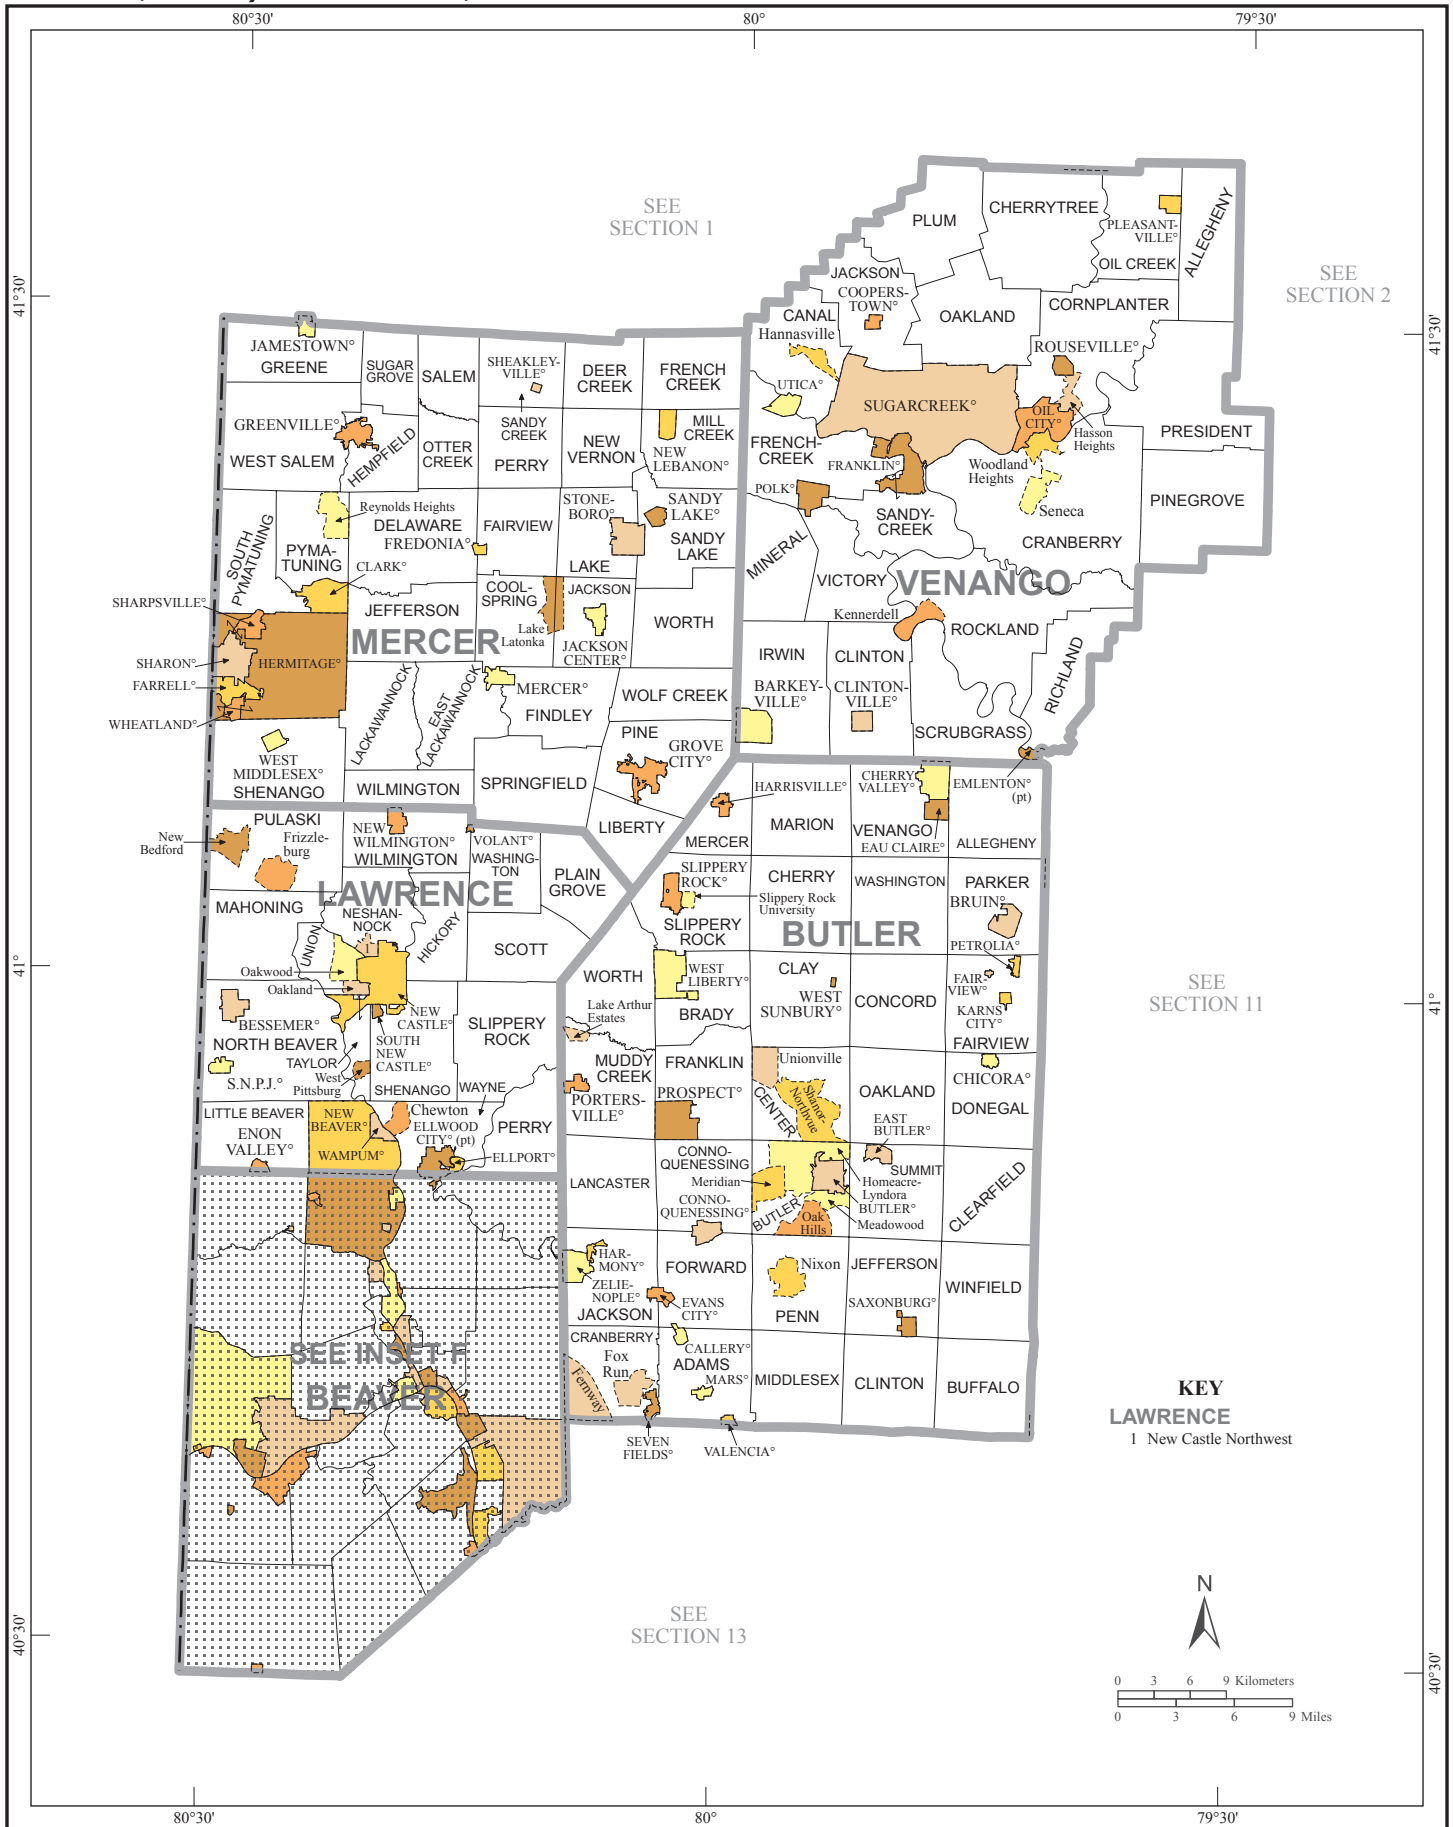 80°30'
80°
79°30'
SEE
SECTION 1
PLUM
CHERRYTREE
PLEASANT-
VILLE°
ALLEGHENY
OIL CREEK
SEE
SECTION 2
41°30'
41°30'
JACKSON
COOPERS-
TOWN°
CANAL
Hannasville
OAKLAND
CORNPLANTER
ROUSEVILLE°
UTICA°
SUGARCREEK°
OIL
CITY°
Hasson
Heights
PRESIDENT
FRENCH-
CREEK
FRANKLIN°
Woodland
Heights
POLK°
Seneca
PINEGROVE
SANDY-
CREEK
CRANBERRY
MINERAL
VICTORY
VENANGO
Kennerdell
ROCKLAND
IRWIN
CLINTON
RICHLAND
BARKEY-
VILLE°
CLINTON-
VILLE°
SCRUBGRASS
EMLENTON°
(pt)
JAMESTOWN°
GREENE
SUGAR
GROVE
SALEM
SHEAKLEY-
VILLE°
DEER
CREEK
FRENCH
CREEK
GREENVILLE°
SANDY
CREEK
MILL
CREEK
WEST SALEM
HEMPFIELD
OTTER
CREEK
PERRY
NEW
VERNON
NEW
LEBANON°
Reynolds Heights
DELAWARE
FREDONIA°
FAIRVIEW
STONE-
BORO°
SANDY
LAKE°
SANDY
LAKE
SOUTH
PYMATUNING
PYMA-
TUNING
CLARK°
LAKE
SHARPSVILLE°
JEFFERSON
COOL-
SPRING
JACKSON
Lake
Latonka
JACKSON
CENTER°
WORTH
MERCER
SHARON°
HERMITAGE°
FARRELL°
WHEATLAND°
LACKAWANNOCK
EAST
LACKAWANNOCK
MERCER°
FINDLEY
WOLF CREEK
PINE
GROVE
CITY°
WEST
MIDDLESEX°
SHENANGO
WILMINGTON
SPRINGFIELD
LIBERTY
PULASKI
New
Bedford
Frizzle-
burg
NEW
WILMINGTON°
WILMINGTON
VOLANT°
WASHING-
TON
PLAIN
GROVE
LAWRENCE
MAHONING
NESHAN-
NOCK
UNION
1
HICKORY
SCOTT
41°
41°
Oakwood
Oakland
BESSEMER°
NEW
CASTLE°
SLIPPERY
ROCK
NORTH BEAVER
SOUTH
NEW
CASTLE°
TAYLOR
S.N.P.J.°
West
Pittsburg
SHENANGO
WAYNE
LITTLE BEAVER
NEW
BEAVER°
Chewton
ELLWOOD
CITY° (pt)
PERRY
ENON
VALLEY°
WAMPUM°
ELLPORT°
SEE INSET F
BEAVER
CHERRY
VALLEY°
HARRISVILLE°
MARION
VENANGO
EAU CLAIRE°
ALLEGHENY
MERCER
SLIPPERY
ROCK°
CHERRY
WASHINGTON
PARKER
Slippery Rock
University
BRUIN°
SLIPPERY
ROCK
BUTLER
PETROLIA°
WORTH
WEST
LIBERTY°
CLAY
WEST
SUNBURY°
CONCORD
FAIR-
VIEW°
SEE
SECTION 11
Lake Arthur
Estates
BRADY
KARNS
CITY°
FAIRVIEW
MUDDY
CREEK
FRANKLIN
Unionville
CHICORA°
PORTERS-
VILLE°
PROSPECT°
CENTER
Shanor-
Northvue
OAKLAND
DONEGAL
EAST
BUTLER°
CONNO-
QUENESSING
SUMMIT
LANCASTER
Meridian
Homeacre-
Lyndora
BUTLER°
CLEARFIELD
CONNO-
QUENESSING°
BUTLER
Oak
Hills
Meadowood
HAR-
MONY°
FORWARD
Nixon
JEFFERSON
WINFIELD
ZELIE-
NOPLE°
EVANS
CITY°
SAXONBURG°
JACKSON
PENN
CRANBERRY
CALLERY°
Fox
Run
ADAMS
MARS°
Fernway
MIDDLESEX
CLINTON
BUFFALO
SEVEN
FIELDS°
VALENCIA°
KEY
LAWRENCE
1 New Castle Northwest
SEE
SECTION 13
N
40°30'
40°30'
0 3 6 9 Kilometers
0 3 6 9 Miles
80°30'
80°
79°30'